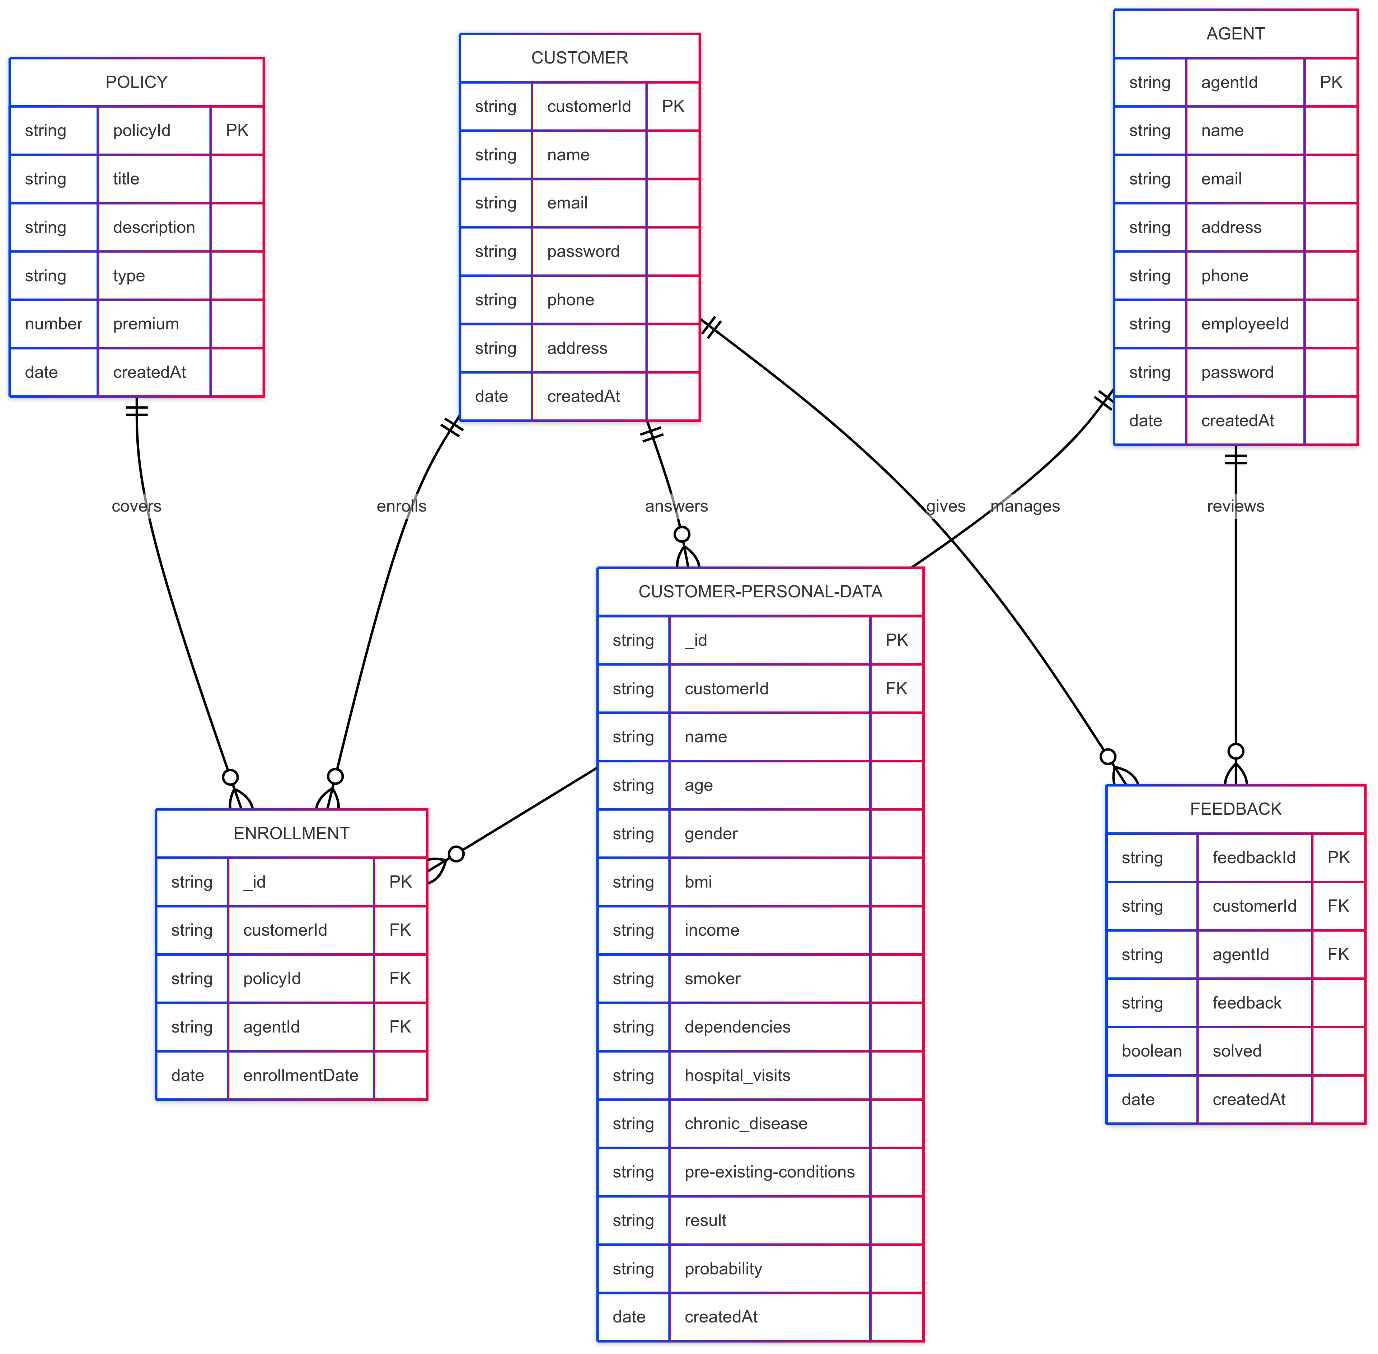 POLICY
string policyId PK
string title
string description
string type
number premium
date createdAt
CUSTOMER
string customerId PK
string name
string email
string password
string phone
string address
date createdAt
AGENT
string agentId PK
string name
string email
string address
string phone
string employeeId
string password
date createdAt
covers
enrolls
answers
gives
manages
reviews
ENROLLMENT
string _id PK
string customerId FK
string policyId FK
string agentId FK
date enrollmentDate
CUSTOMER-PERSONAL-DATA
string _id PK
string customerId FK
string name
string age
string gender
string bmi
string income
string smoker
string dependencies
string hospital_visits
string chronic_disease
string pre-existing-conditions
string result
string probability
date createdAt
FEEDBACK
string feedbackId PK
string customerId FK
string agentId FK
string feedback
boolean solved
date createdAt